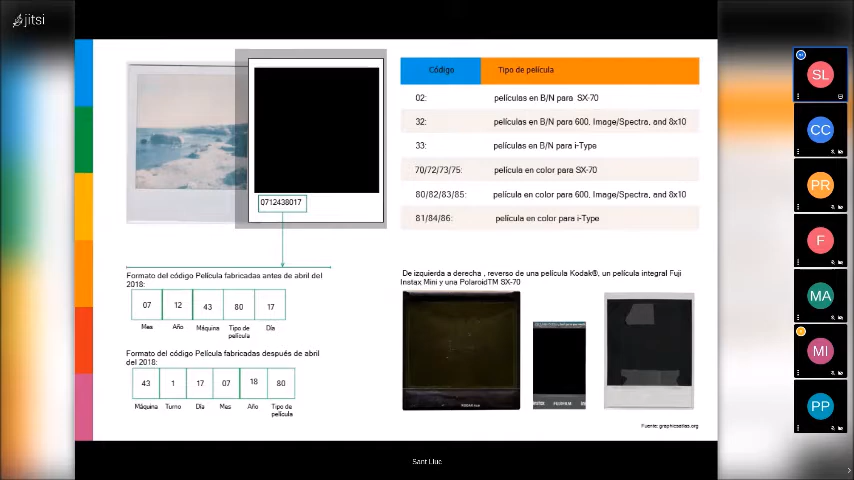 jitsi
0712438017
Formato del código Película fabricadas antes de abril del
2018:
07 12 43 80 17
Mes Año Máquina Tipo de película Día
Formato del código Película fabricadas después de abril
del 2018:
43 1 17 07 18 80
Máquina Turno Día Mes Año Tipo de película
Código Tipo de película
02: películas en B/N para SX-70
32: películas en B/N para 600, Image/Spectra, and 8x10
33: películas en B/N para i-Type
70/72/73/75: película en color para SX-70
80/82/83/85: película en color para 600, Image/Spectra, and 8x10
81/84/86: película en color para i-Type
De izquierda a derecha , reverso de una película Kodak®, un película integral Fuji
Instax Mini y una PolaroidTM SX-70
FUJIFILM
Fuente: graphicsatlas.org
Sant Lluc
SL
CC
PR
F
MA
MI
PP